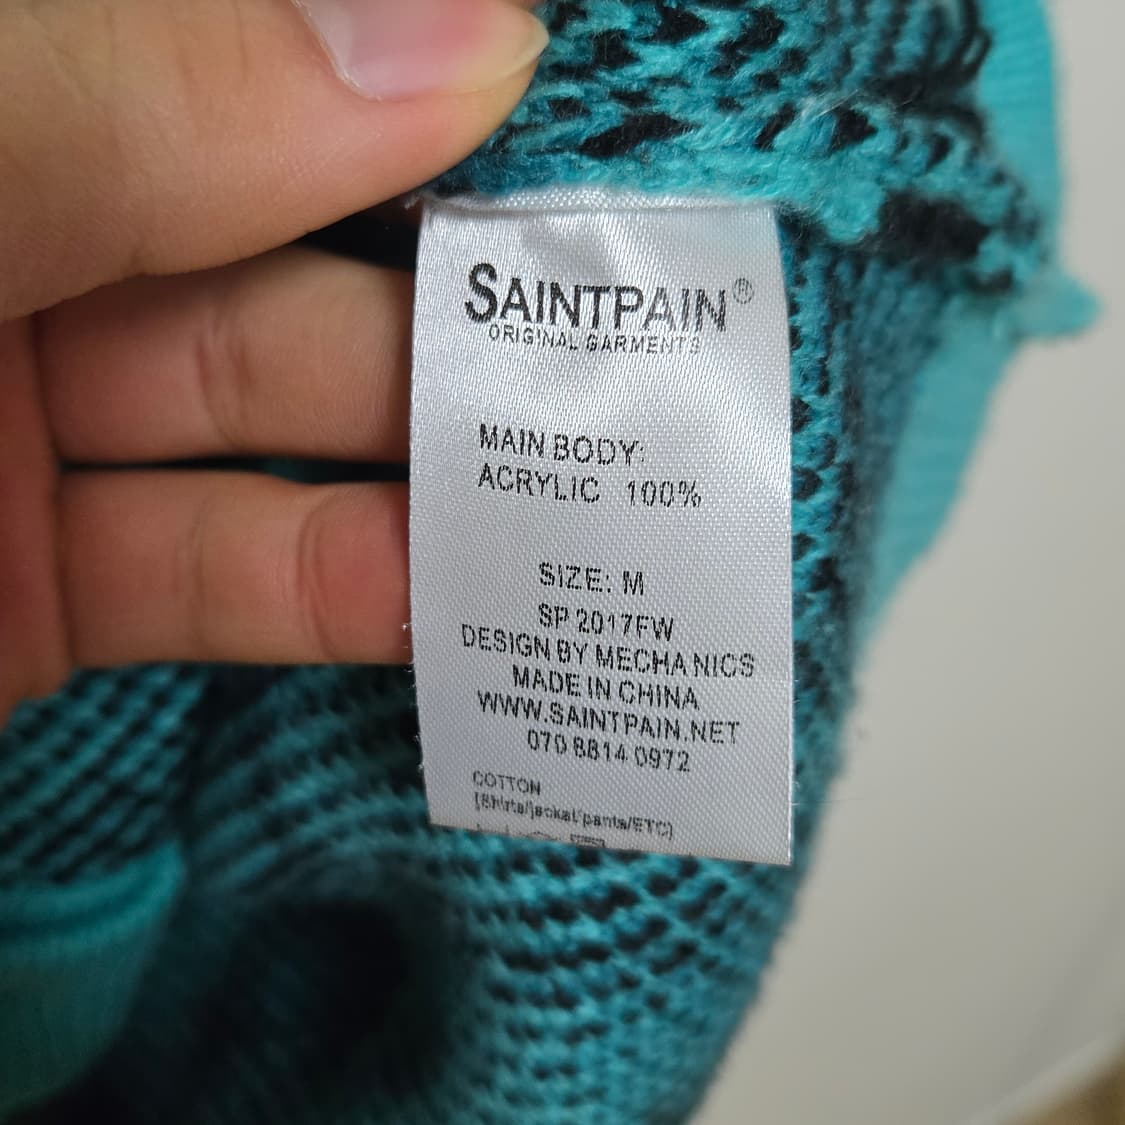 SAINTPAIN®
ORIGINAL GARMENTS
MAIN BODY:
ACRYLIC 100%
SIZE: M
SP 2017FW
DESIGN BY MECHANICS
MADE IN CHINA
WWW.SAINTPAIN.NET
070 8814 0972
COTTON
(Shirts/jacket/pants/ETC)